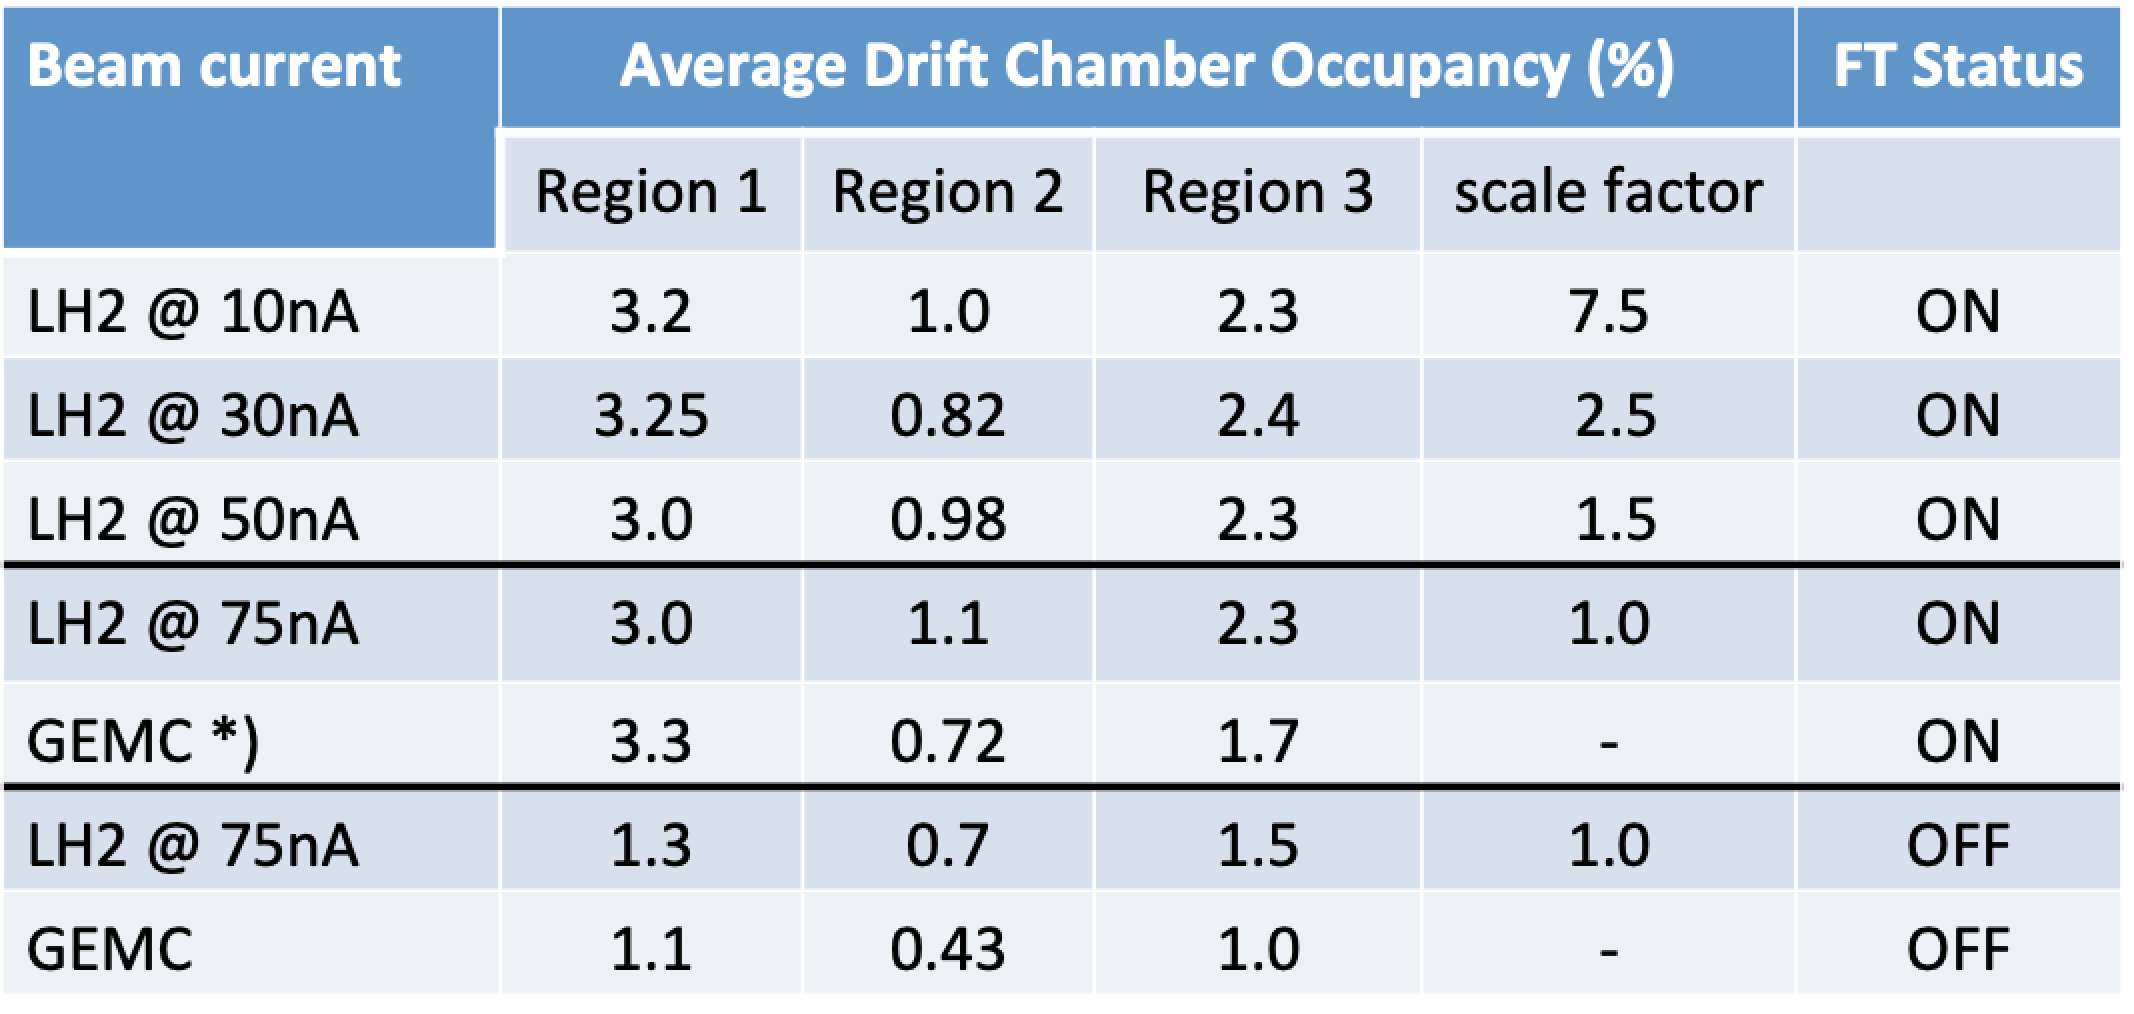 Beam current Average Drift Chamber Occupancy (%) FT Status
Region 1 Region 2 Region 3 scale factor
LH2 @ 10nA 3.2 1.0 2.3 7.5 ON
LH2 @ 30nA 3.25 0.82 2.4 2.5 ON
LH2 @ 50nA 3.0 0.98 2.3 1.5 ON
LH2 @ 75nA 3.0 1.1 2.3 1.0 ON
GEMC *) 3.3 0.72 1.7 - ON
LH2 @ 75nA 1.3 0.7 1.5 1.0 OFF
GEMC 1.1 0.43 1.0 - OFF